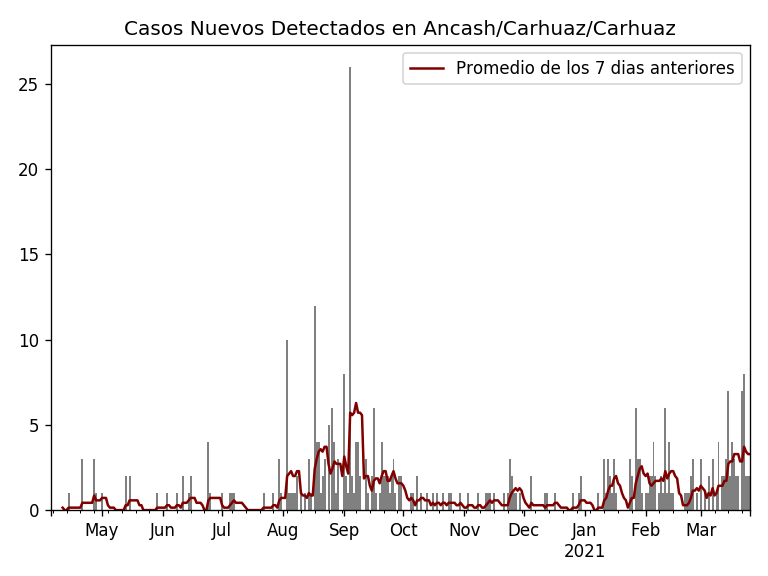 Casos Nuevos Detectados en Ancash/Carhuaz/Carhuaz
Promedio de los 7 dias anteriores
25
20
15
10
5
0
May Jun Jul Aug Sep Oct Nov Dec Jan Feb Mar
2021